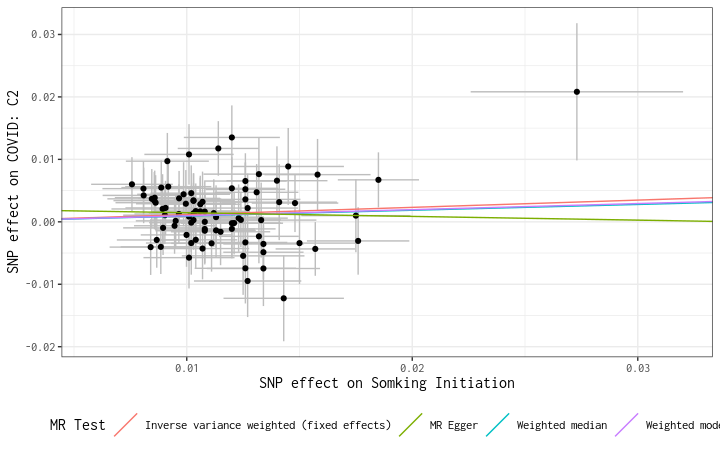 SNP effect on COVID: C2
0.03
0.02
0.01
0.00
-0.01
-0.02
0.01 0.02 0.03
SNP effect on Somking Initiation
MR Test Inverse variance weighted (fixed effects) MR Egger Weighted median Weighted mode